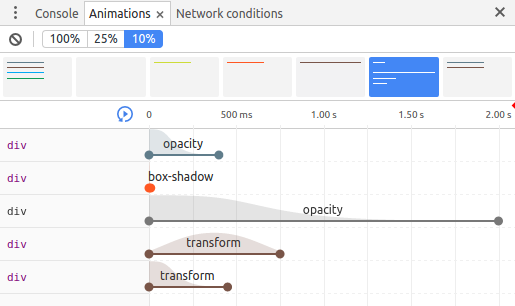 Console Animations × Network conditions ×
100% 25% 10%
0 500 ms 1.00 s 1.50 s 2.00 s
div opacity
div box-shadow
div opacity
div transform
div transform